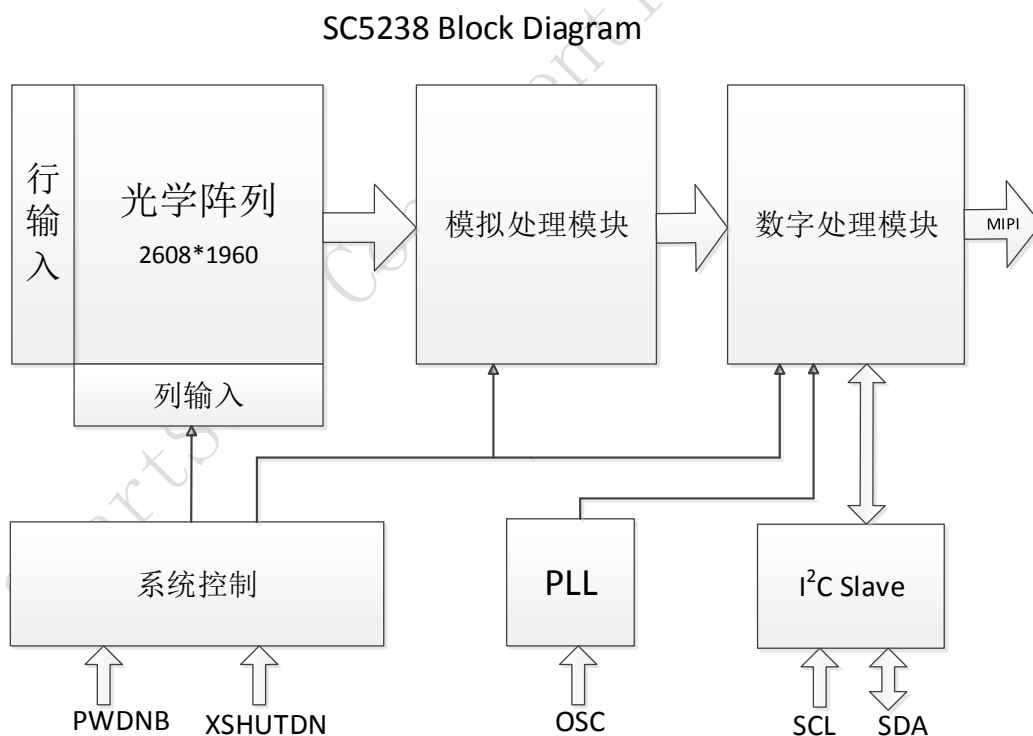 SC5238 Block Diagram
行输入
光学阵列
2608*1960
模拟处理模块
数字处理模块
MIPI
列输入
系统控制
PLL
I²C Slave
PWDNB
XSHUTDN
OSC
SCL
SDA